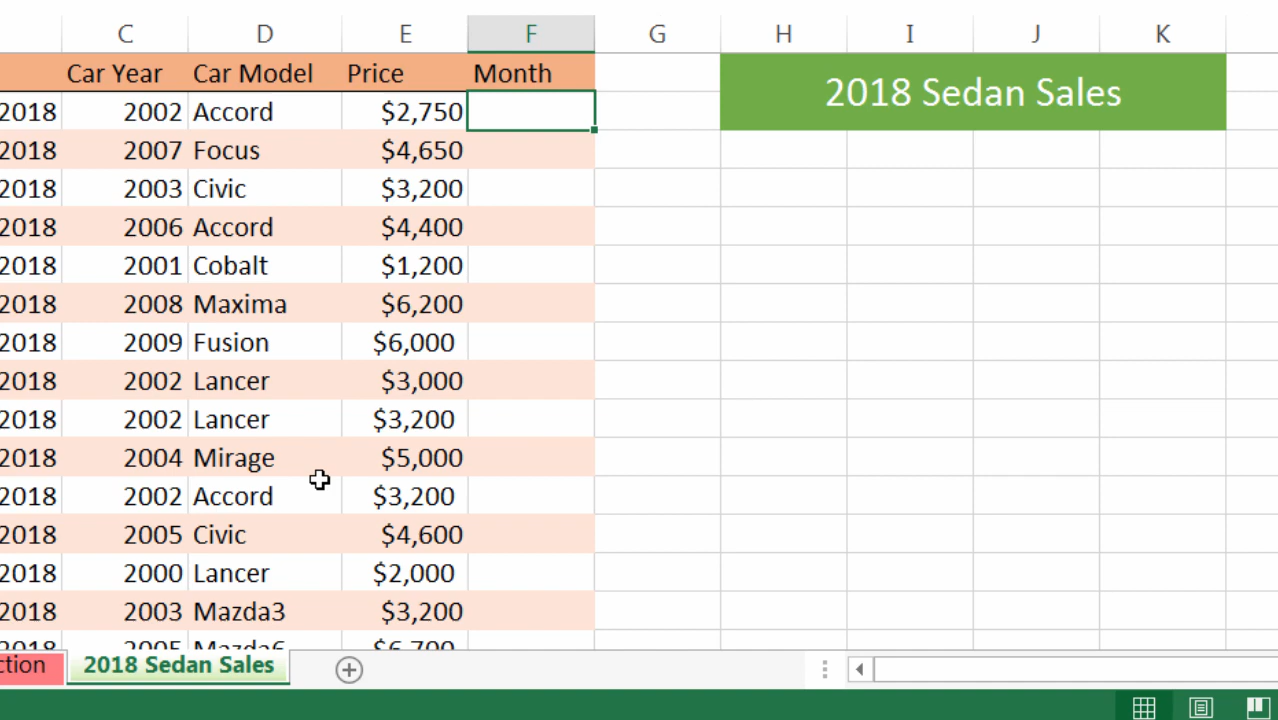 C D E F G H I J K
Car Year Car Model Price Month
2018 Sedan Sales
2018 2002 Accord $2,750
2018 2007 Focus $4,650
2018 2003 Civic $3,200
2018 2006 Accord $4,400
2018 2001 Cobalt $1,200
2018 2008 Maxima $6,200
2018 2009 Fusion $6,000
2018 2002 Lancer $3,000
2018 2002 Lancer $3,200
2018 2004 Mirage $5,000
2018 2002 Accord $3,200
2018 2005 Civic $4,600
2018 2000 Lancer $2,000
2018 2003 Mazda3 $3,200
2018 2005 Mazda6 $6,700
ction 2018 Sedan Sales